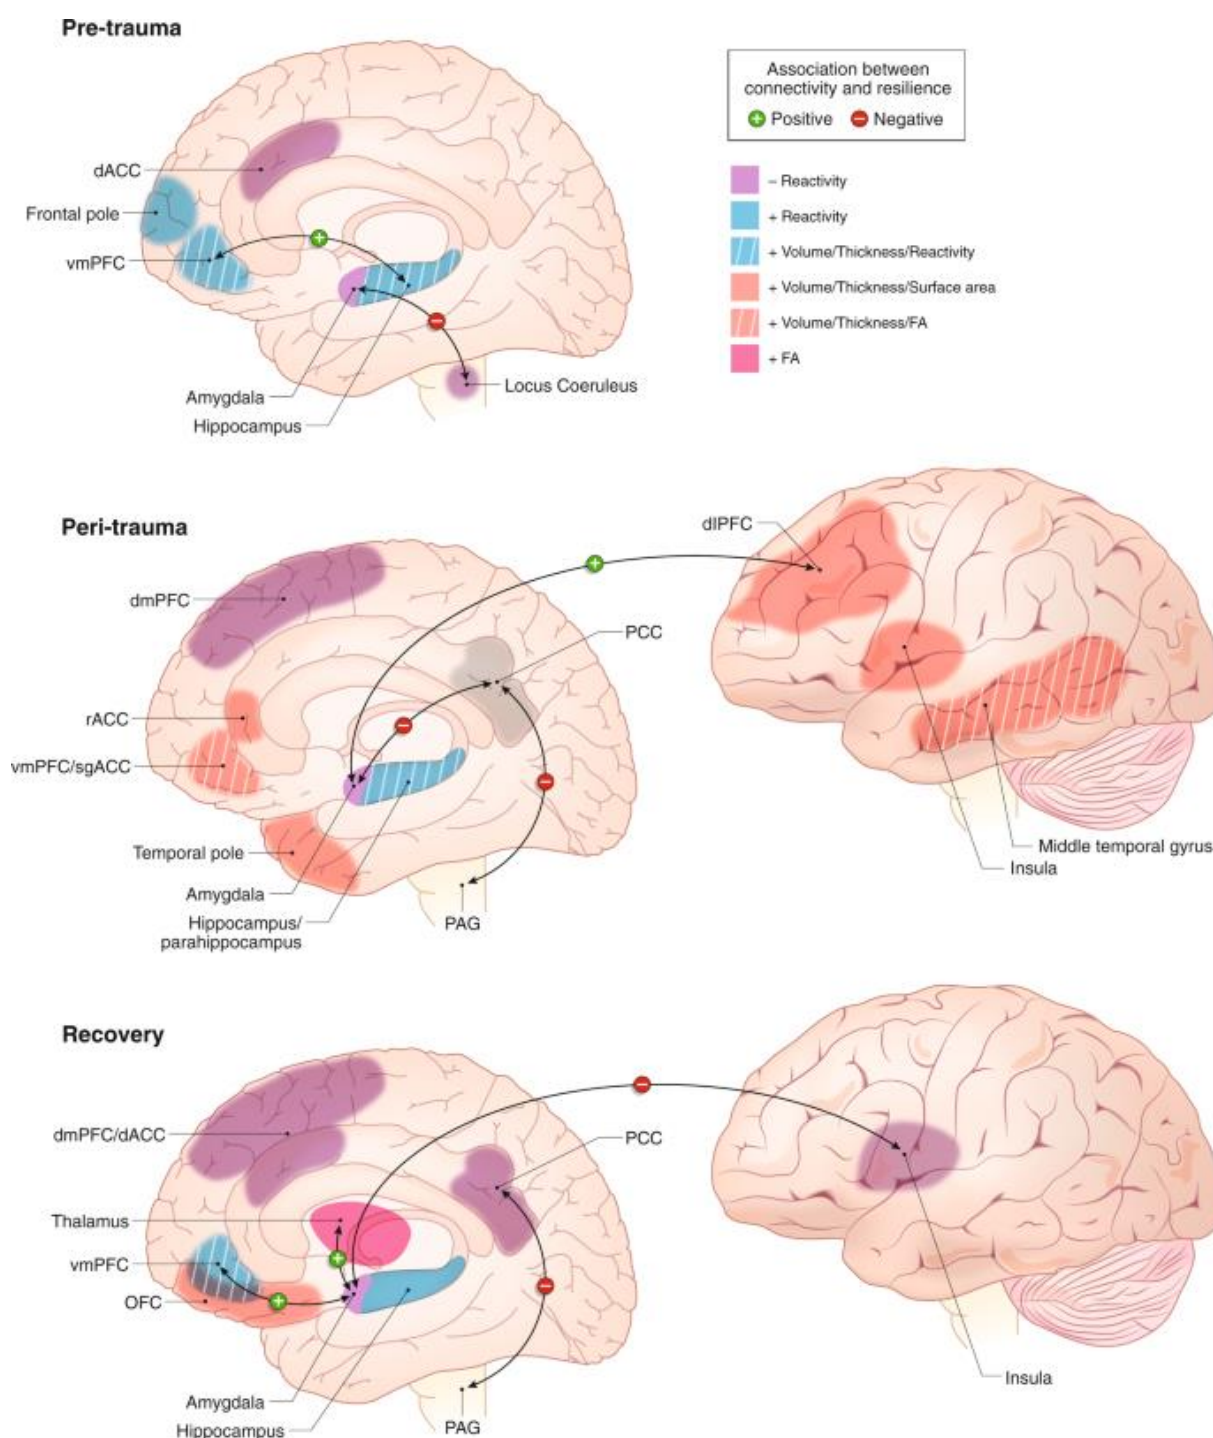 Pre-trauma
Association between
connectivity and resilience
+ Positive
− Negative
− Reactivity
+ Reactivity
+ Volume/Thickness/Reactivity
+ Volume/Thickness/Surface area
+ Volume/Thickness/FA
+ FA
dACC
Frontal pole
vmPFC
+
−
Amygdala
Hippocampus
Locus Coeruleus
Peri-trauma
dlPFC
+
dmPFC
PCC
rACC
−
vmPFC/sgACC
−
Temporal pole
Amygdala
Hippocampus/
parahippocampus
PAG
Middle temporal gyrus
Insula
Recovery
−
dmPFC/dACC
PCC
Thalamus
vmPFC
+
OFC
+
−
Amygdala
Hippocampus
PAG
Insula